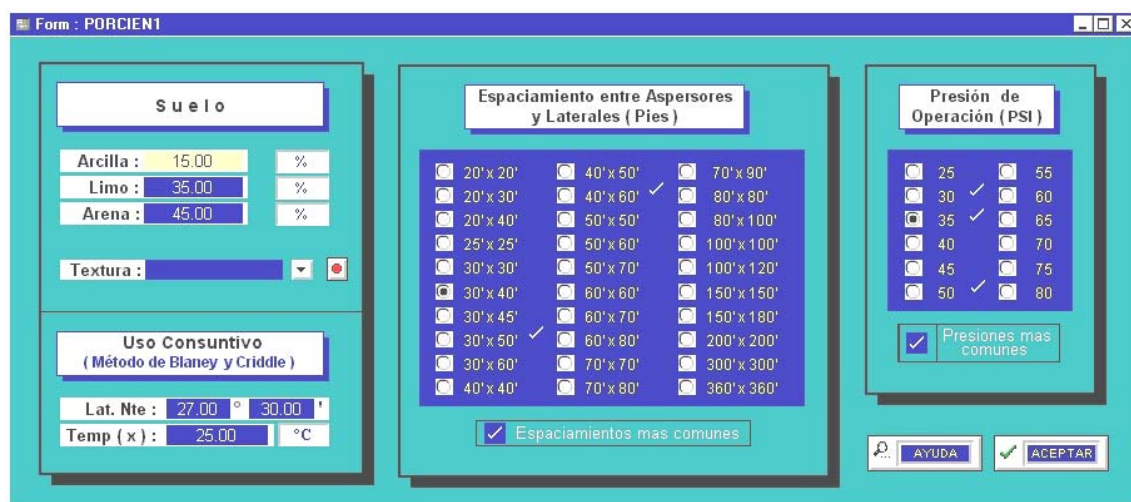 Form : PORCIEN1
Suelo
Arcilla : 15.00 %
Limo : 35.00 %
Arena : 45.00 %
Textura :
Uso Consuntivo
( Método de Blaney y Criddle )
Lat. Nte : 27.00 ° 30.00 '
Temp ( x ) : 25.00 °C
Espaciamiento entre Aspersores
y Laterales ( Pies )
20'x 20' 40'x 50' 70'x 90'
20'x 30' 40'x 60' 80'x 80'
20'x 40' 50'x 50' 80'x 100'
25'x 25' 50'x 60' 100'x 100'
30'x 30' 50'x 70' 100'x 120'
30'x 40' 60'x 60' 150'x 150'
30'x 45' 60'x 70' 150'x 180'
30'x 50' 60'x 80' 200'x 200'
30'x 60' 70'x 70' 300'x 300'
40'x 40' 70'x 80' 360'x 360'
Espaciamientos mas comunes
Presión de
Operación ( PSI )
25 55
30 60
35 65
40 70
45 75
50 80
Presiones mas
comunes
AYUDA
ACEPTAR